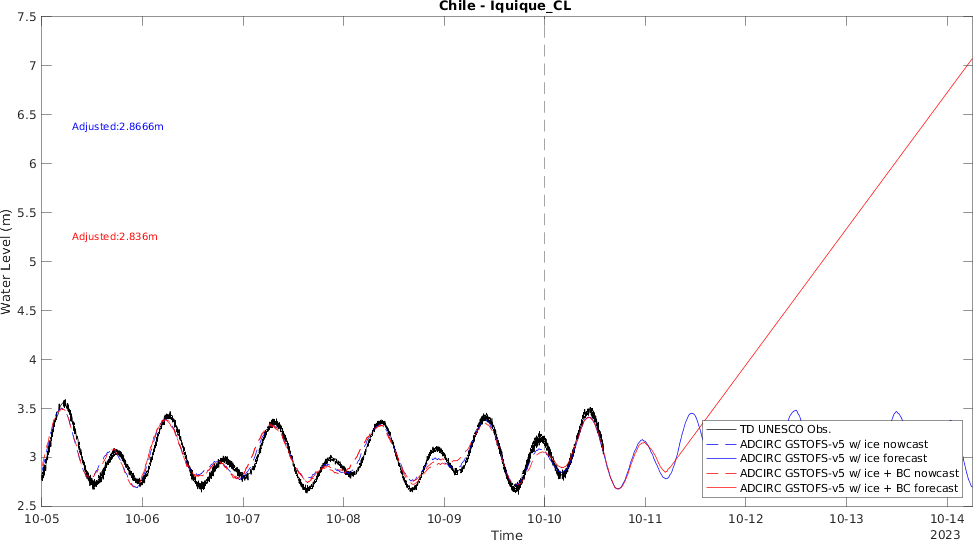 Chile - Iquique_CL
7.5
7
6.5
6
5.5
5
4.5
4
3.5
3
2.5
Water Level (m)
Adjusted:2.8666m
Adjusted:2.836m
TD UNESCO Obs.
ADCIRC GSTOFS-v5 w/ ice nowcast
ADCIRC GSTOFS-v5 w/ ice forecast
ADCIRC GSTOFS-v5 w/ ice + BC nowcast
ADCIRC GSTOFS-v5 w/ ice + BC forecast
10-05 10-06 10-07 10-08 10-09 10-10 10-11 10-12 10-13 10-14
Time
2023